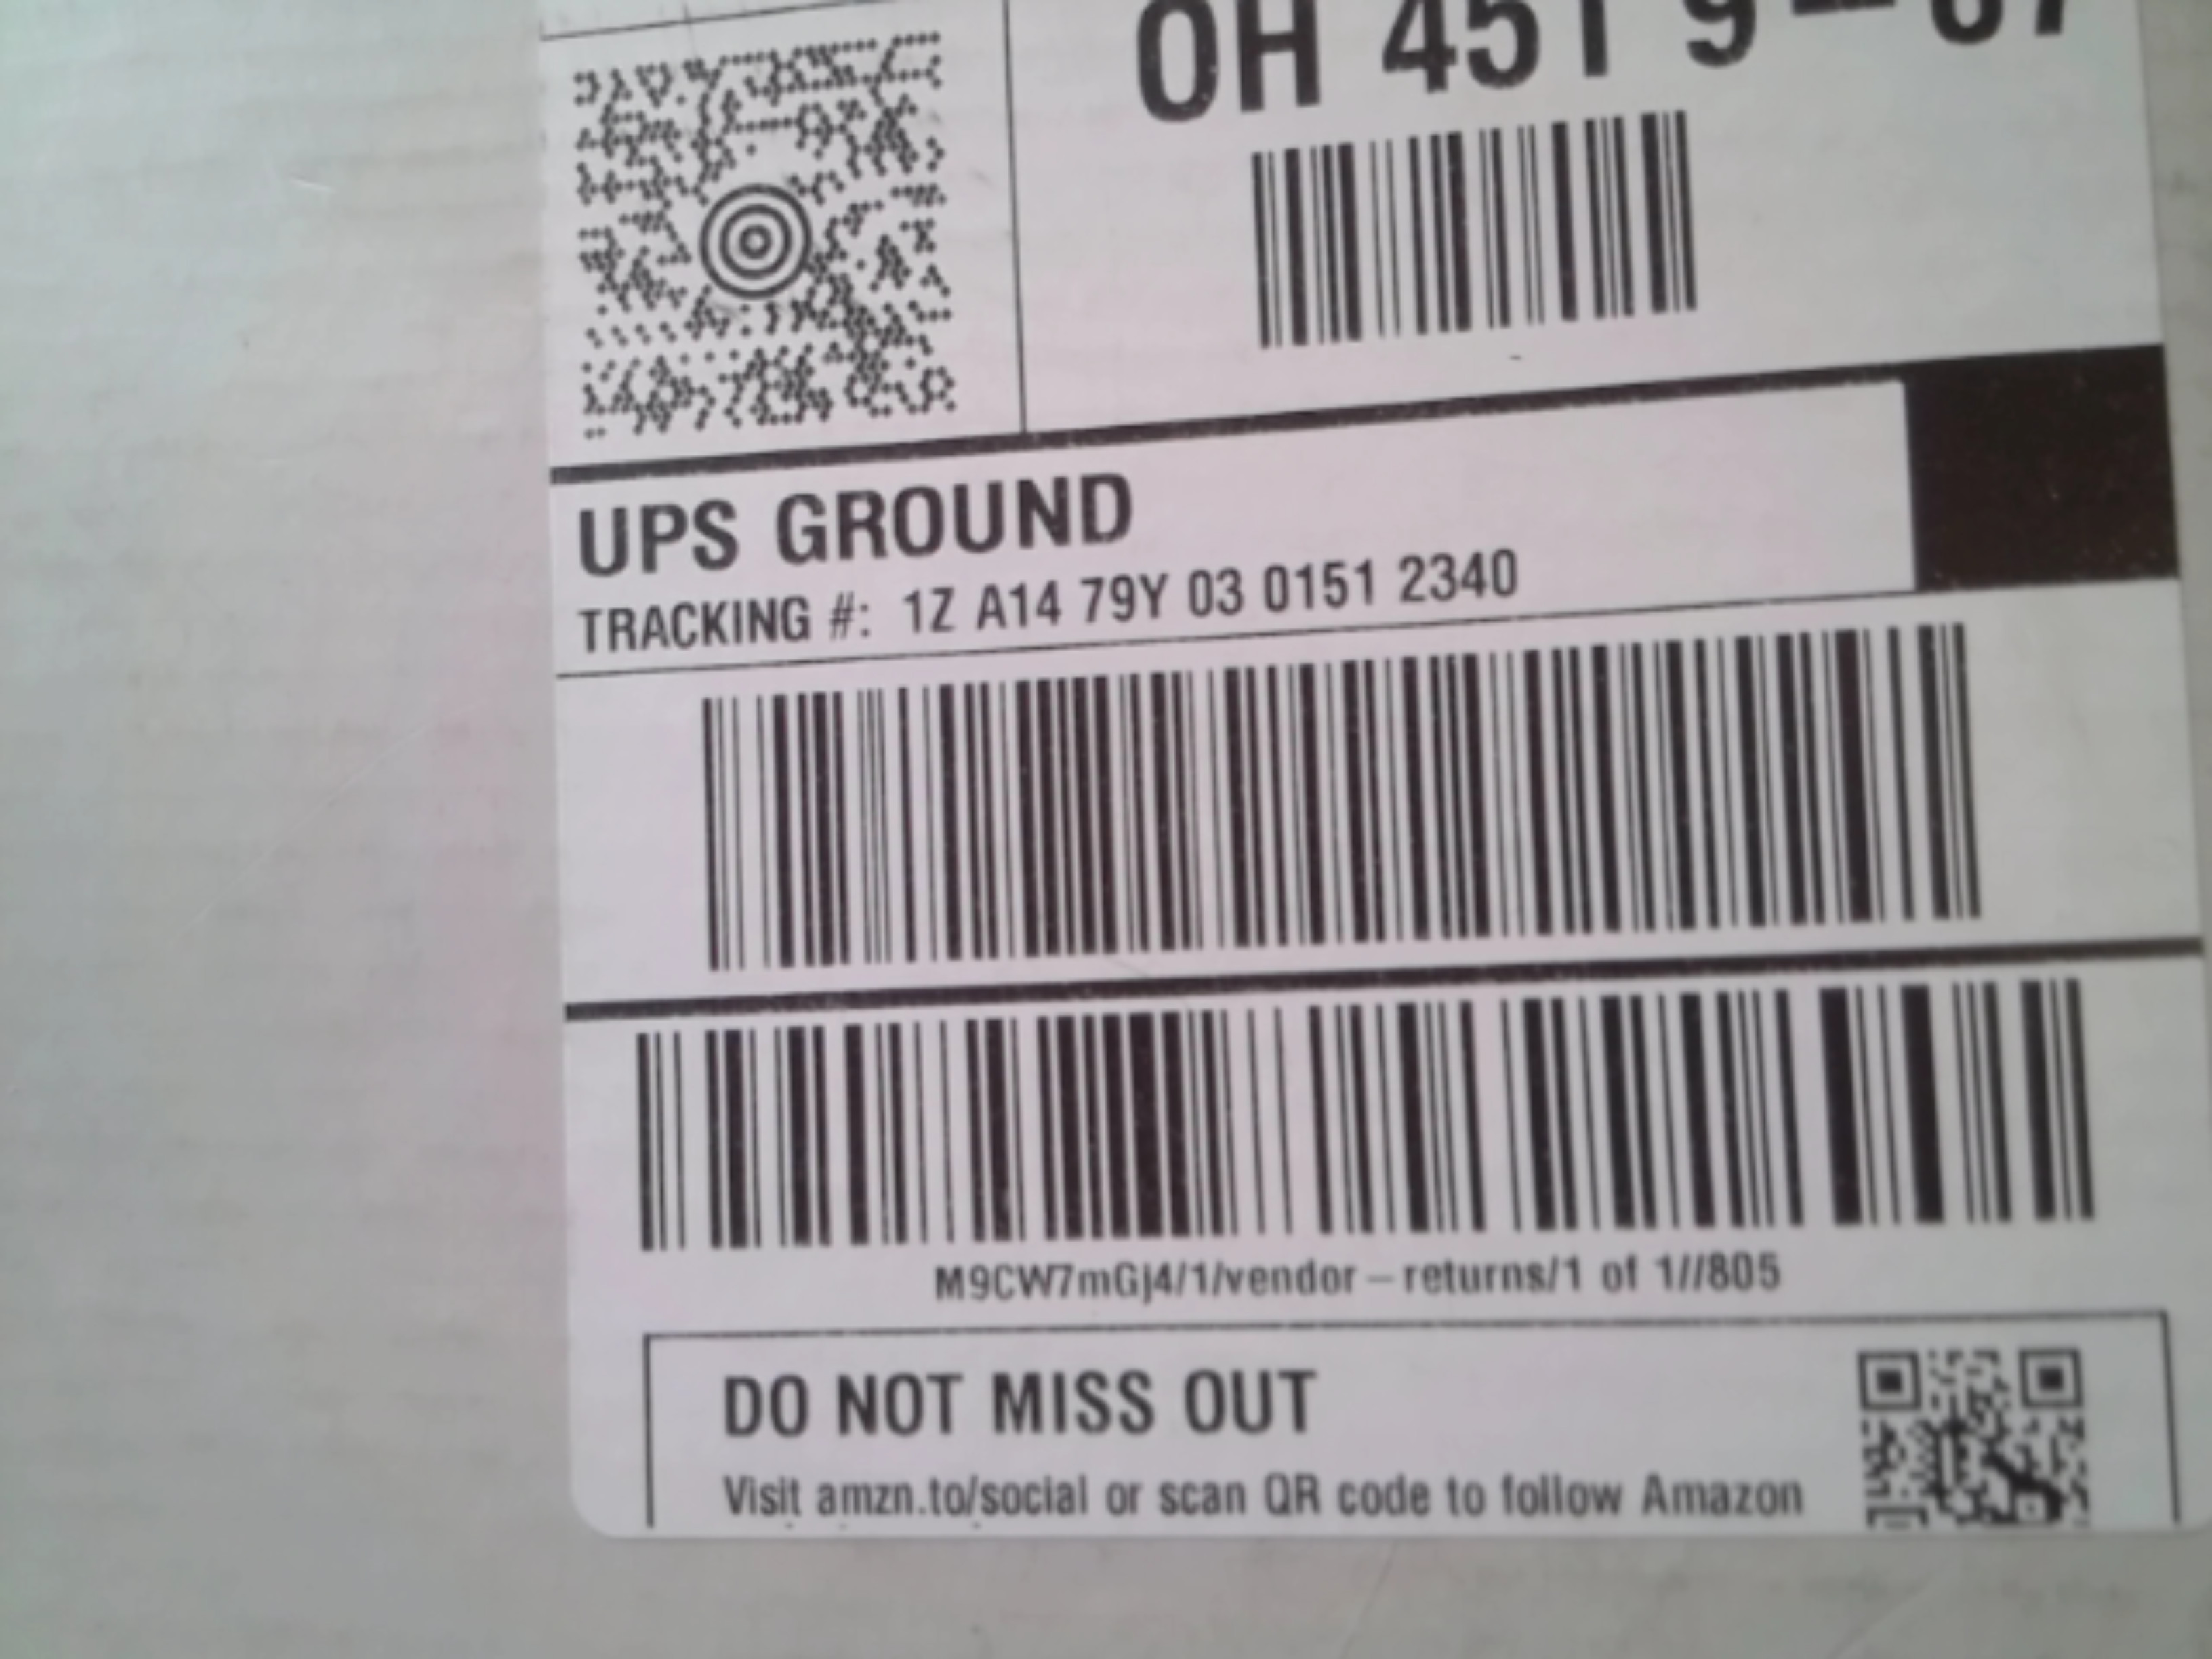 OH 451 9
UPS GROUND
TRACKING #: 1Z A14 79Y 03 0151 2340
M9CW7mGj4/1/vendor – returns/1 of 1//805
DO NOT MISS OUT
Visit amzn.to/social or scan QR code to follow Amazon